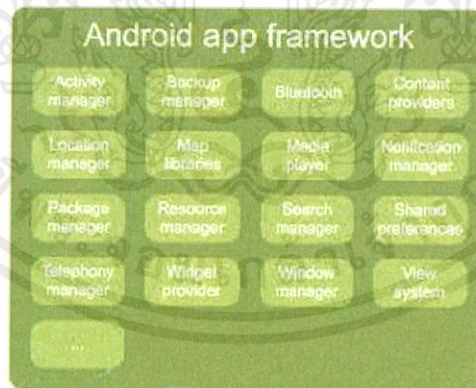 Android app framework
Activity
manager
Backup
manager
Bluetooth
Content
providers
Location
manager
Map
libraries
Media
player
Notification
manager
Package
manager
Resource
manager
Search
manager
Shared
preferences
Telephony
manager
Widget
provider
Window
manager
View
system
...